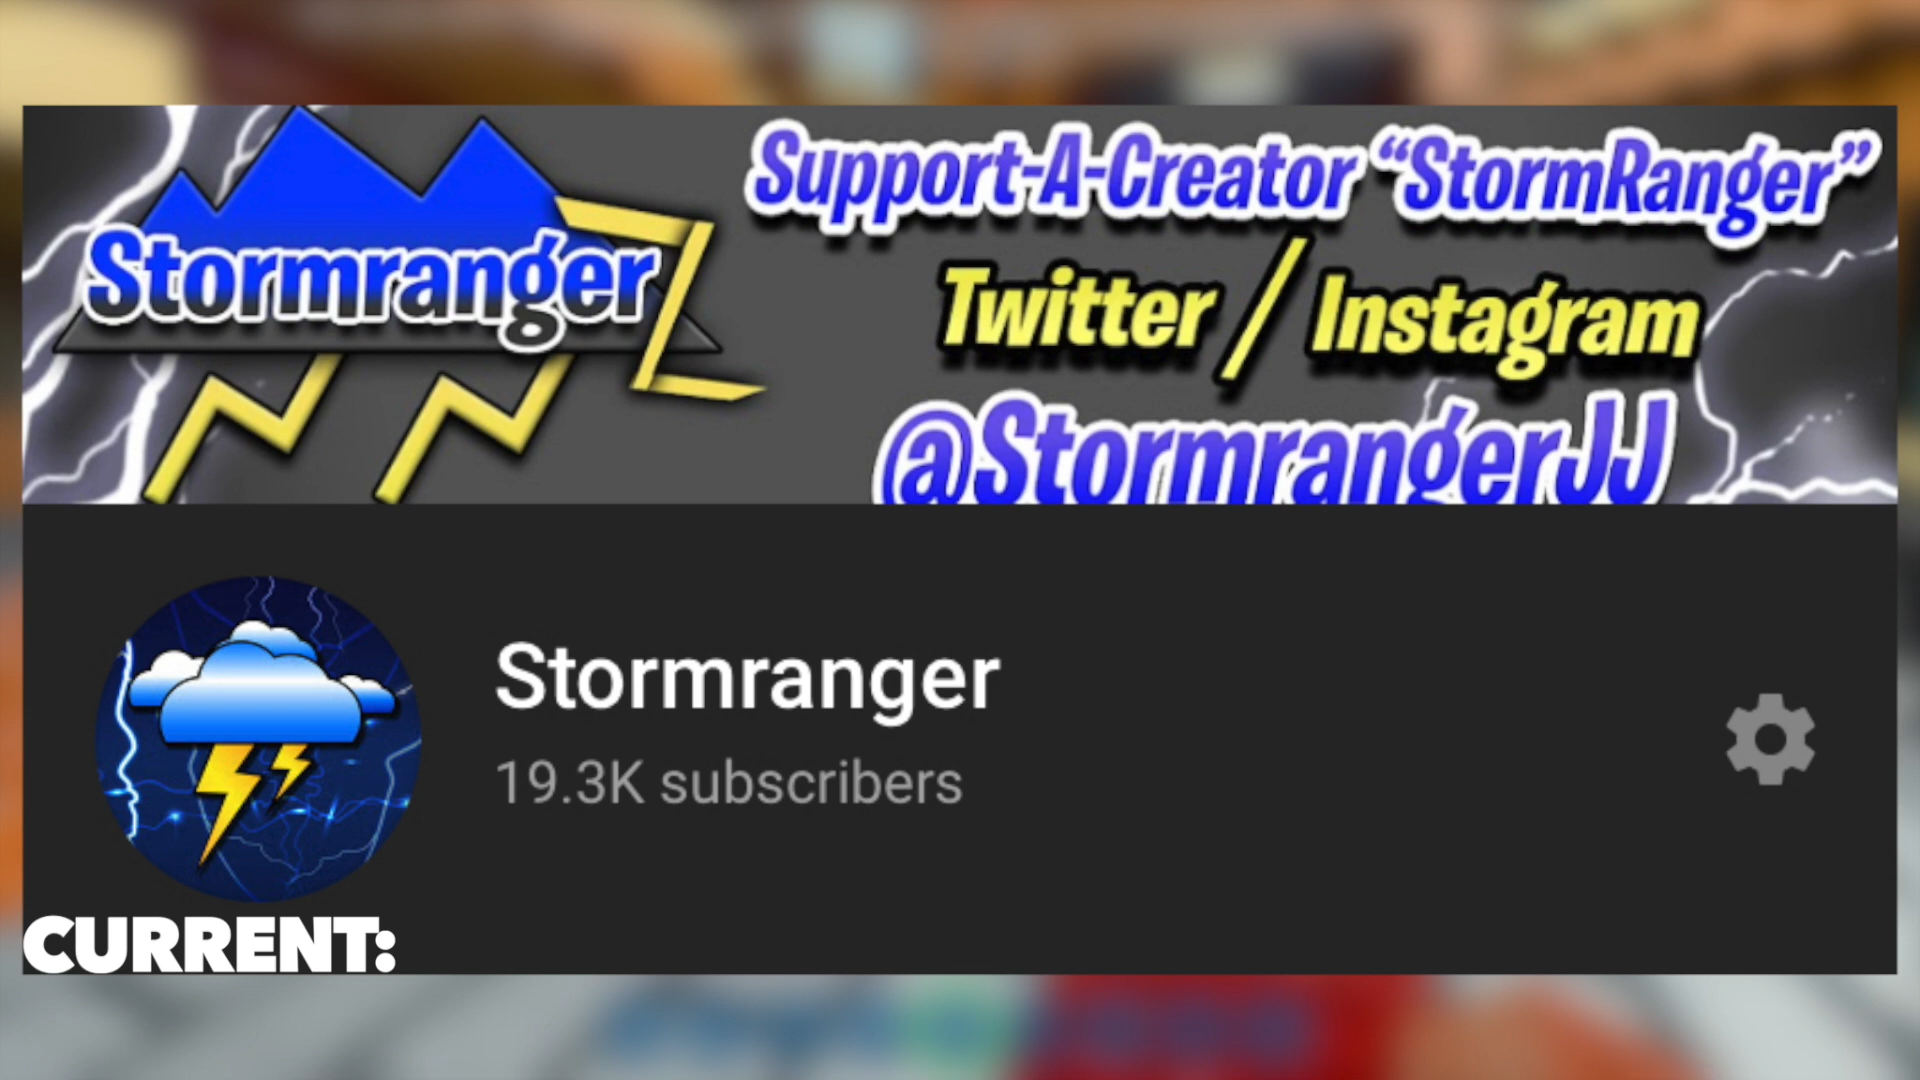 Stormranger
Support-A-Creator “StormRanger”
Twitter / Instagram
@StormrangerJJ
Stormranger
19.3K subscribers
CURRENT: